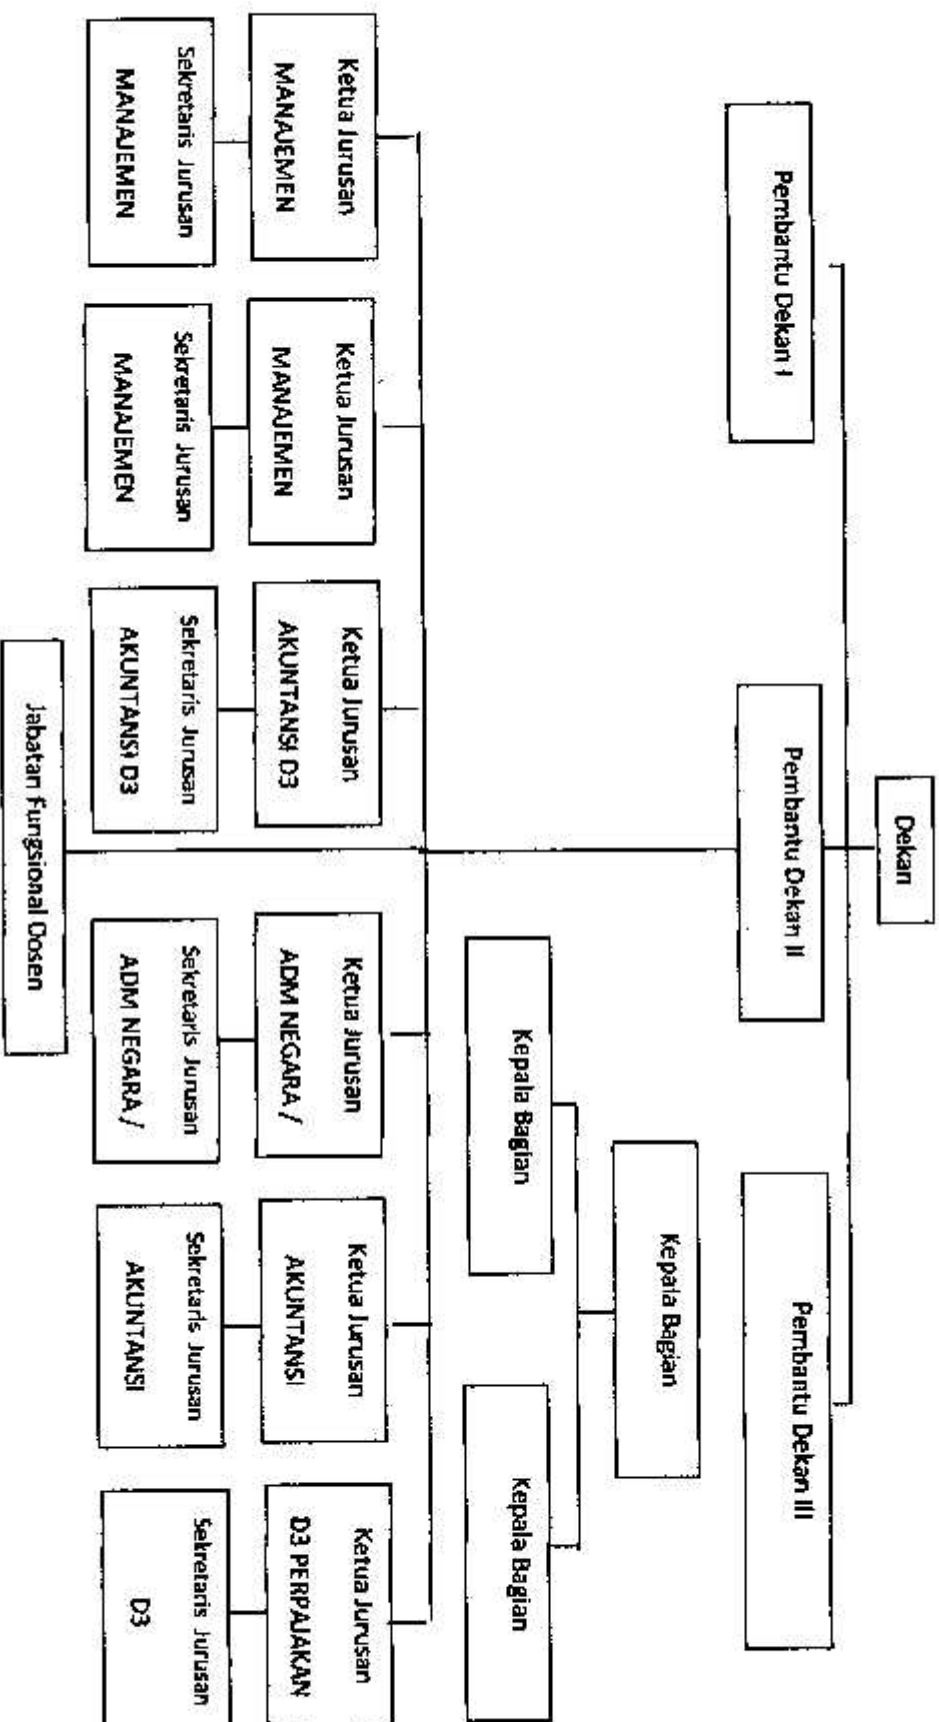 Dekan
Pembantu Dekan I
Pembantu Dekan II
Pembantu Dekan III
Kepala Bagian
Kepala Bagian
Kepala Bagian
Ketua Jurusan
MANAJEMEN
Ketua Jurusan
MANAJEMEN
Ketua Jurusan
AKUNTANSI D3
Ketua Jurusan
ADM NEGARA /
Ketua Jurusan
AKUNTANSI
Ketua Jurusan
D3 PERPAJAKAN
Sekretaris Jurusan
MANAJEMEN
Sekretaris Jurusan
MANAJEMEN
Sekretaris Jurusan
AKUNTANSI D3
Sekretaris Jurusan
ADM NEGARA /
Sekretaris Jurusan
AKUNTANSI
Sekretaris Jurusan
D3
Jabatan Fungsional Dosen